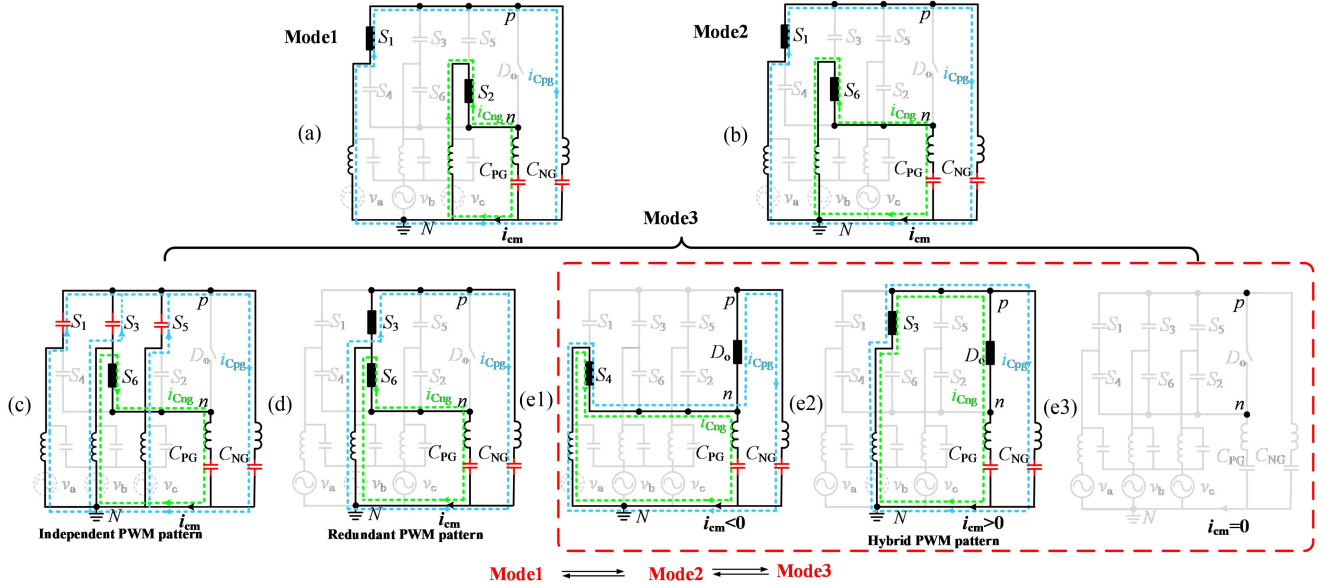 Mode1
S1
S3
S5
p
Do
iCpg
S4
S6
S2
iCng
n
(a)
CPG
CNG
va
vb
vc
N
icm
Mode2
S1
S3
S5
p
Do
iCpg
S4
S6
S2
iCng
n
(b)
CPG
CNG
va
vb
vc
N
icm
Mode3
S1
S3
S5
p
Do
iCpg
S4
S6
S2
iCng
n
(c)
CPG
CNG
va
vb
vc
N
icm
Independent PWM pattern
S1
S3
S5
p
Do
iCpg
S4
S6
S2
iCng
n
(d)
CPG
CNG
va
vb
vc
N
icm
Redundant PWM pattern
S1
S3
S5
p
Do
iCpg
S4
S6
S2
n
iCng
(e1)
CPG
CNG
va
vb
vc
N
icm<0
S1
S3
S5
p
Do
iCpg
S4
S6
S2
iCng
n
(e2)
CPG
CNG
va
vb
vc
N
icm>0
Hybrid PWM pattern
S1
S3
S5
p
Do
S4
S6
S2
n
(e3)
CPG
CNG
va
vb
vc
N
icm=0
Mode1 Mode2 Mode3